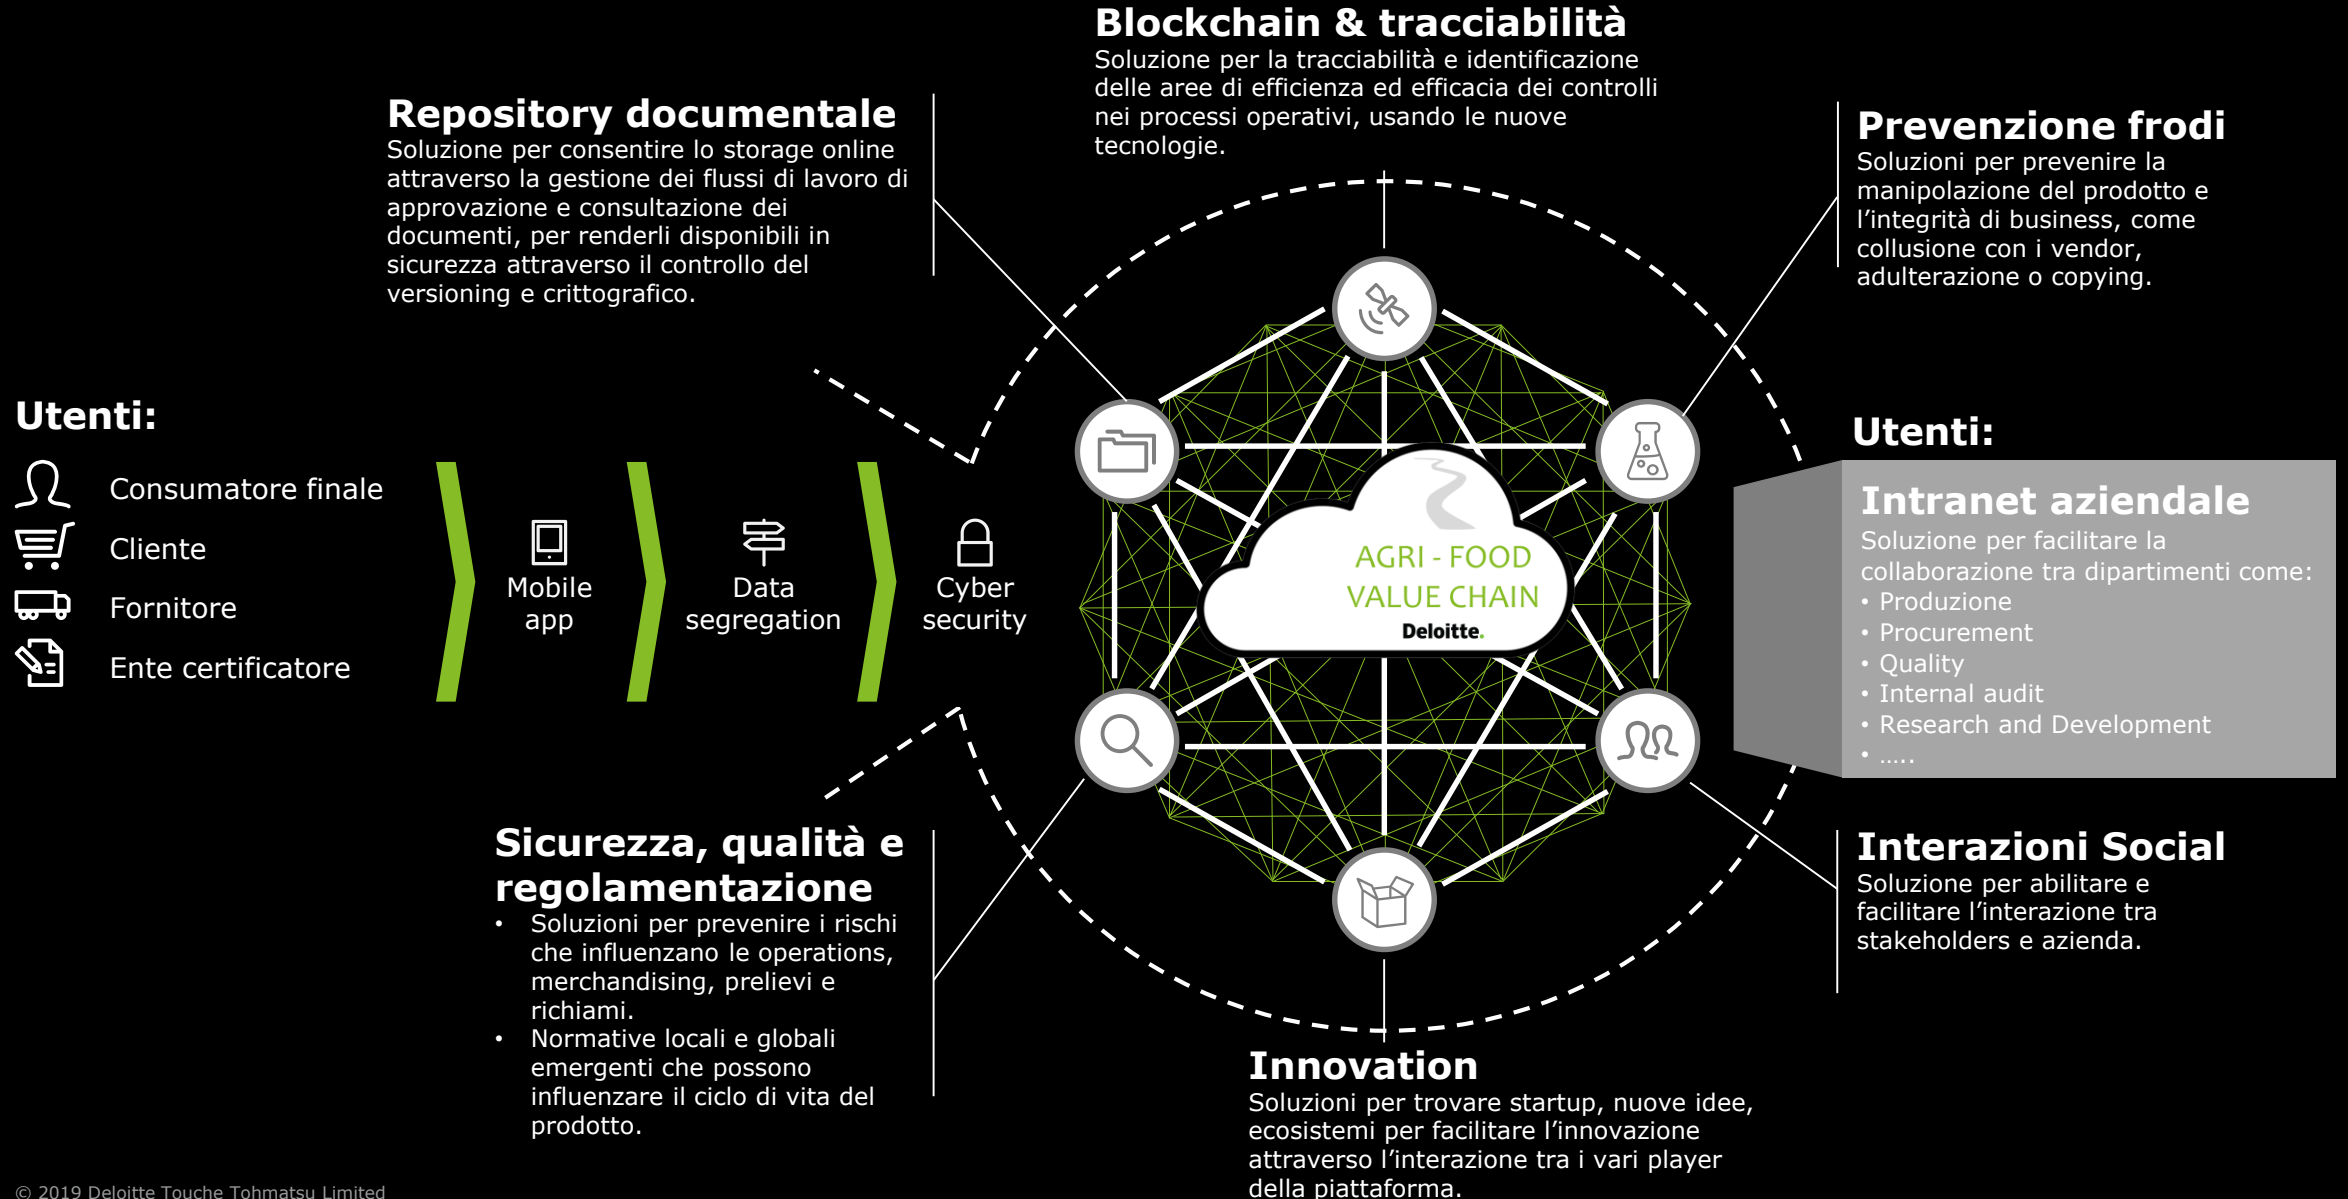 Blockchain & tracciabilità
Soluzione per la tracciabilità e identificazione
delle aree di efficienza ed efficacia dei controlli
nei processi operativi, usando le nuove
tecnologie.
Repository documentale
Soluzione per consentire lo storage online
attraverso la gestione dei flussi di lavoro di
approvazione e consultazione dei
documenti, per renderli disponibili in
sicurezza attraverso il controllo del
versioning e crittografico.
Prevenzione frodi
Soluzioni per prevenire la
manipolazione del prodotto e
l’integrità di business, come
collusione con i vendor,
adulterazione o copying.
Utenti:
Consumatore finale
Cliente
Fornitore
Ente certificatore
Mobile
app
Data
segregation
Cyber
security
AGRI - FOOD
VALUE CHAIN
Deloitte.
Utenti:
Intranet aziendale
Soluzione per facilitare la
collaborazione tra dipartimenti come:
• Produzione
• Procurement
• Quality
• Internal audit
• Research and Development
• …..
Sicurezza, qualità e
regolamentazione
• Soluzioni per prevenire i rischi
che influenzano le operations,
merchandising, prelievi e
richiami.
• Normative locali e globali
emergenti che possono
influenzare il ciclo di vita del
prodotto.
Interazioni Social
Soluzione per abilitare e
facilitare l’interazione tra
stakeholders e azienda.
Innovation
Soluzioni per trovare startup, nuove idee,
ecosistemi per facilitare l’innovazione
attraverso l’interazione tra i vari player
della piattaforma.
© 2019 Deloitte Touche Tohmatsu Limited